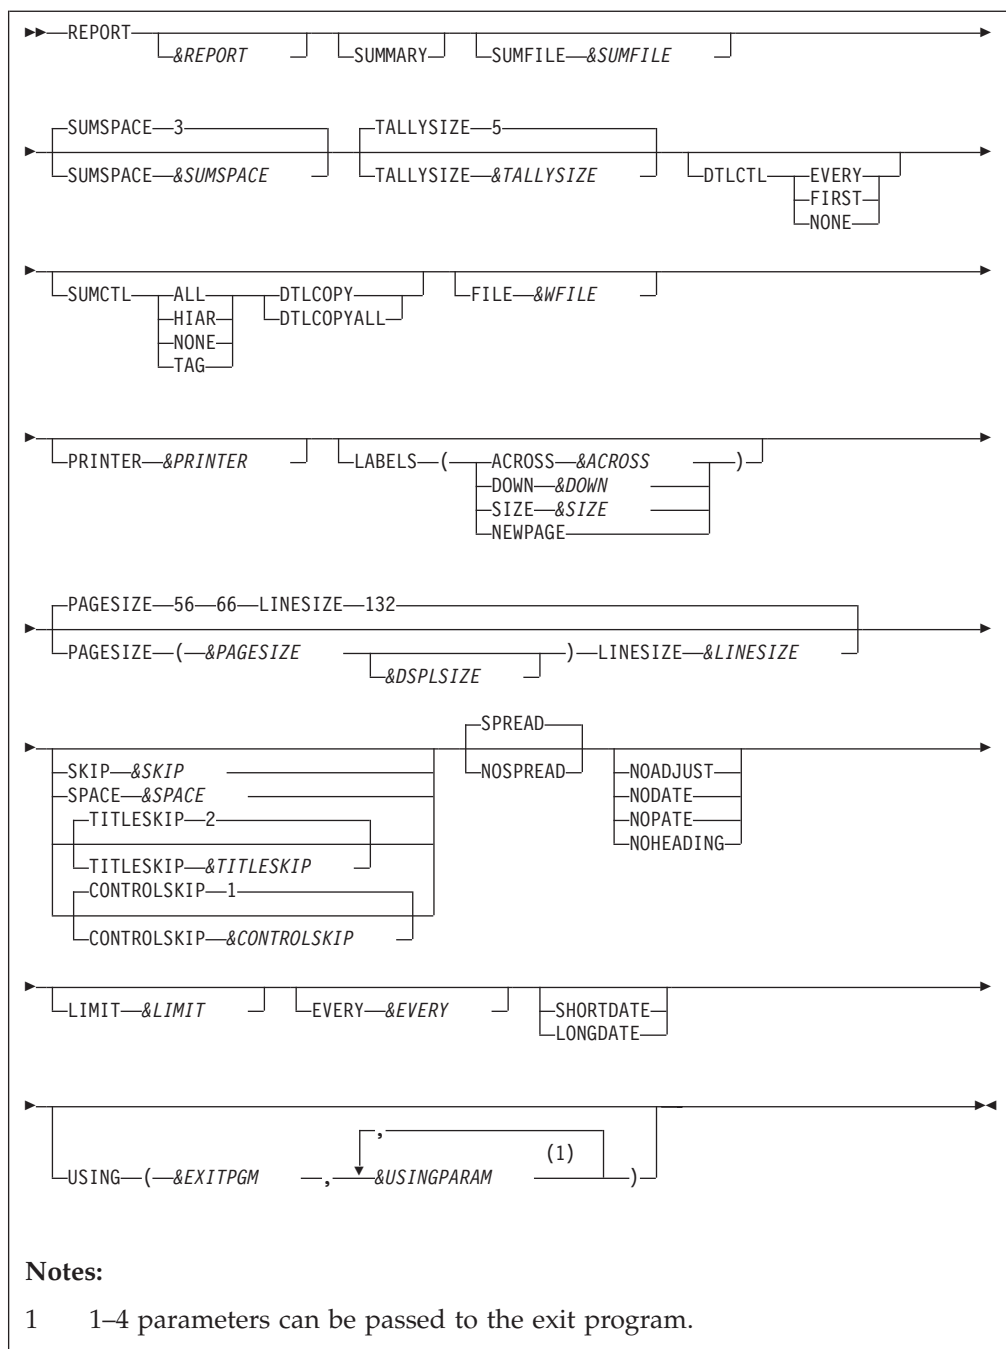 REPORT
&REPORT SUMMARY SUMFILE &SUMFILE
SUMSPACE 3 TALLYSIZE 5
SUMSPACE &SUMSPACE TALLYSIZE &TALLYSIZE DTLCTL EVERY
FIRST
NONE
SUMCTL ALL DTLCOPY FILE &WFILE
HIAR DTLCOPYALL
NONE
TAG
PRINTER &PRINTER LABELS ( ACROSS &ACROSS )
DOWN &DOWN
SIZE &SIZE
NEWPAGE
PAGESIZE 56 66 LINESIZE 132
PAGESIZE ( &PAGESIZE ) LINESIZE &LINESIZE
&DSPLSIZE
SPREAD
SKIP &SKIP NOSPREAD NOADJUST
SPACE &SPACE NODATE
TITLESKIP 2 NOPATE
NOHEADING
TITLESKIP &TITLESKIP
CONTROLSKIP 1
CONTROLSKIP &CONTROLSKIP
LIMIT &LIMIT EVERY &EVERY SHORTDATE
LONGDATE
,
(1)
USING ( &EXITPGM , &USINGPARAM )
Notes:
1 1–4 parameters can be passed to the exit program.